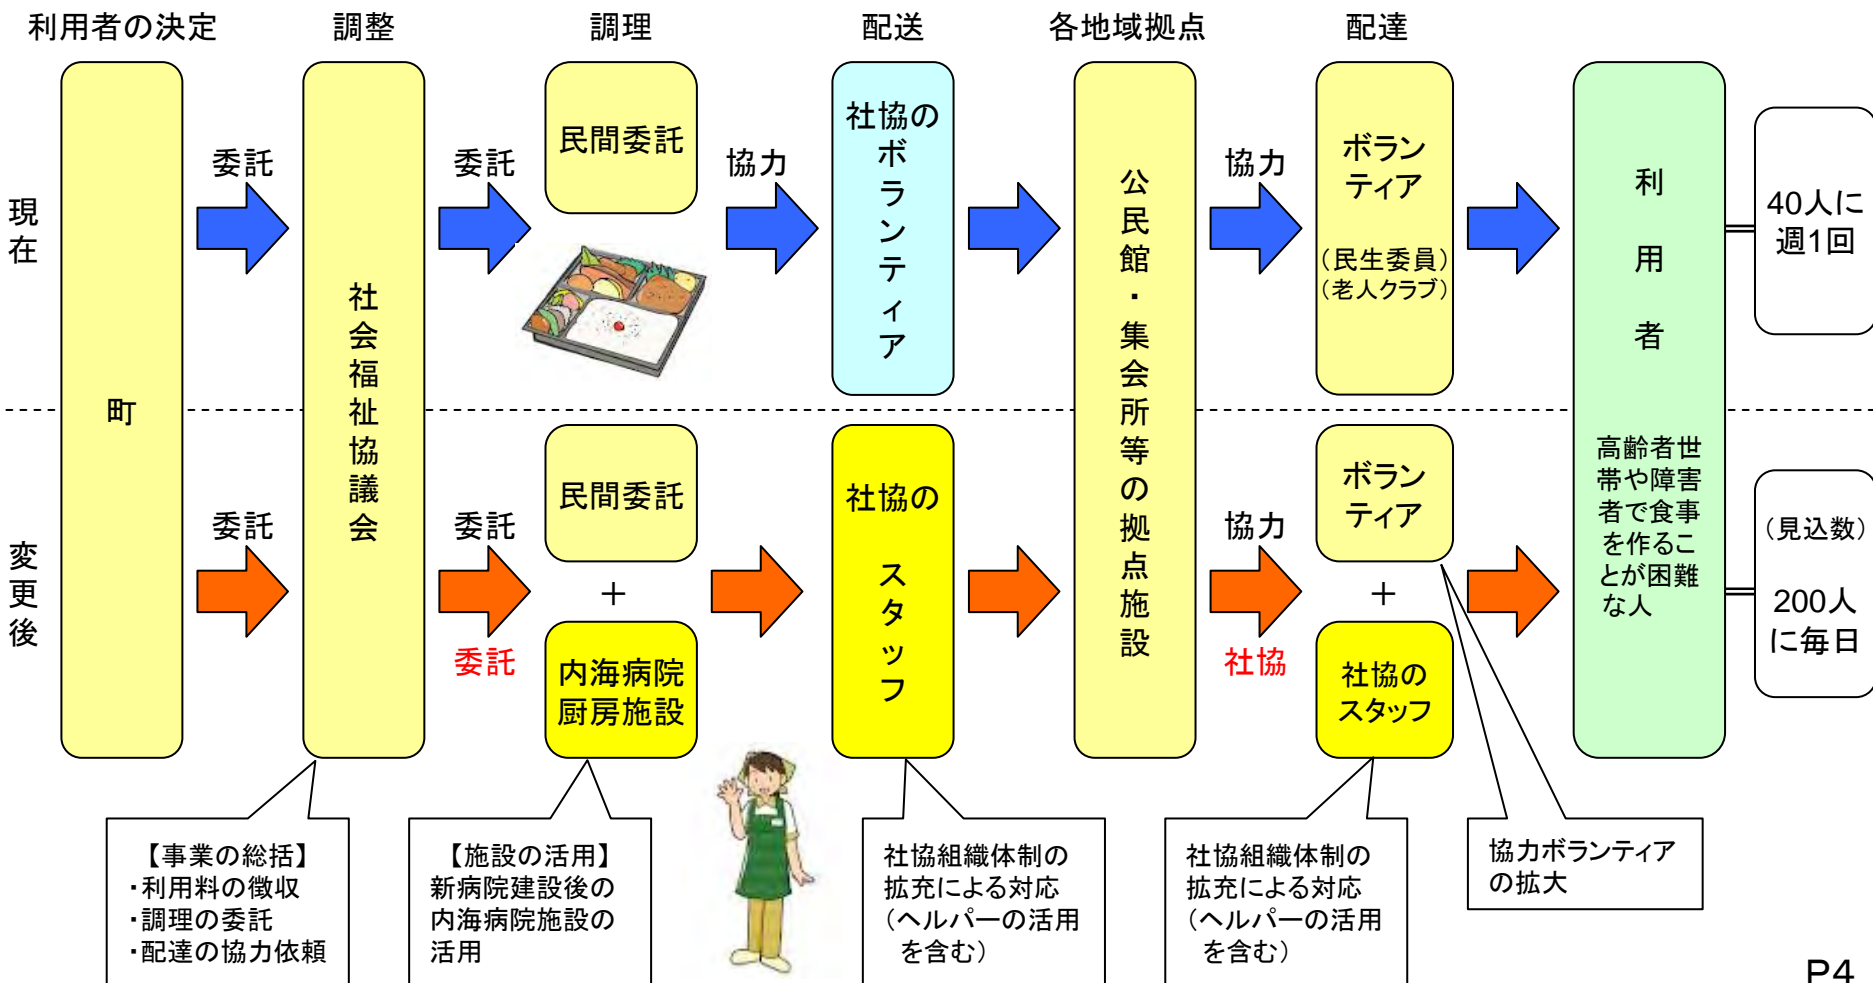 利用者の決定
調整
調理
配送
各地域拠点
配達
現在
変更後
町
委託
委託
社会福祉協議会
委託
委託
委託
民間委託
民間委託
＋
内海病院
厨房施設
協力
社協の
ボランティア
社協の
スタッフ
公民館・集会所等の拠点施設
協力
協力
社協
ボラン
ティア
（民生委員）
（老人クラブ）
ボラン
ティア
＋
社協の
スタッフ
利用者
高齢者世
帯や障害
者で食事
を作るこ
とが困難
な人
40人に
週1回
（見込数）
200人
に毎日
【事業の総括】
・利用料の徴収
・調理の委託
・配達の協力依頼
【施設の活用】
新病院建設後の
内海病院施設の
活用
社協組織体制の
拡充による対応
（ヘルパーの活用
を含む）
社協組織体制の
拡充による対応
（ヘルパーの活用
を含む）
協力ボランティア
の拡大
P4